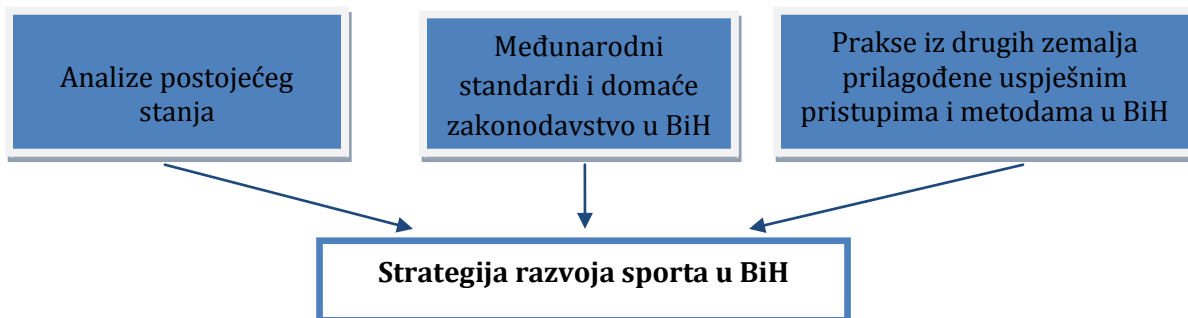 Analize postojećeg
stanja
Međunarodni
standardi i domaće
zakonodavstvo u BiH
Prakse iz drugih zemalja
prilagođene uspješnim
pristupima i metodama u BiH
Strategija razvoja sporta u BiH